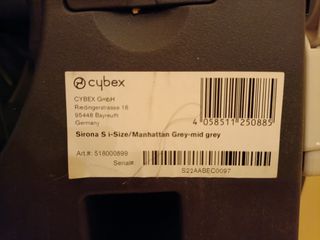 cybex
CYBEX GmbH
Riedingerstrasse 18
95448 Bayreuth
Germany
4 058511 250885
Sirona S i-Size/Manhattan Grey-mid grey
Art.#: 518000899
Serial#
S22AABEC0097